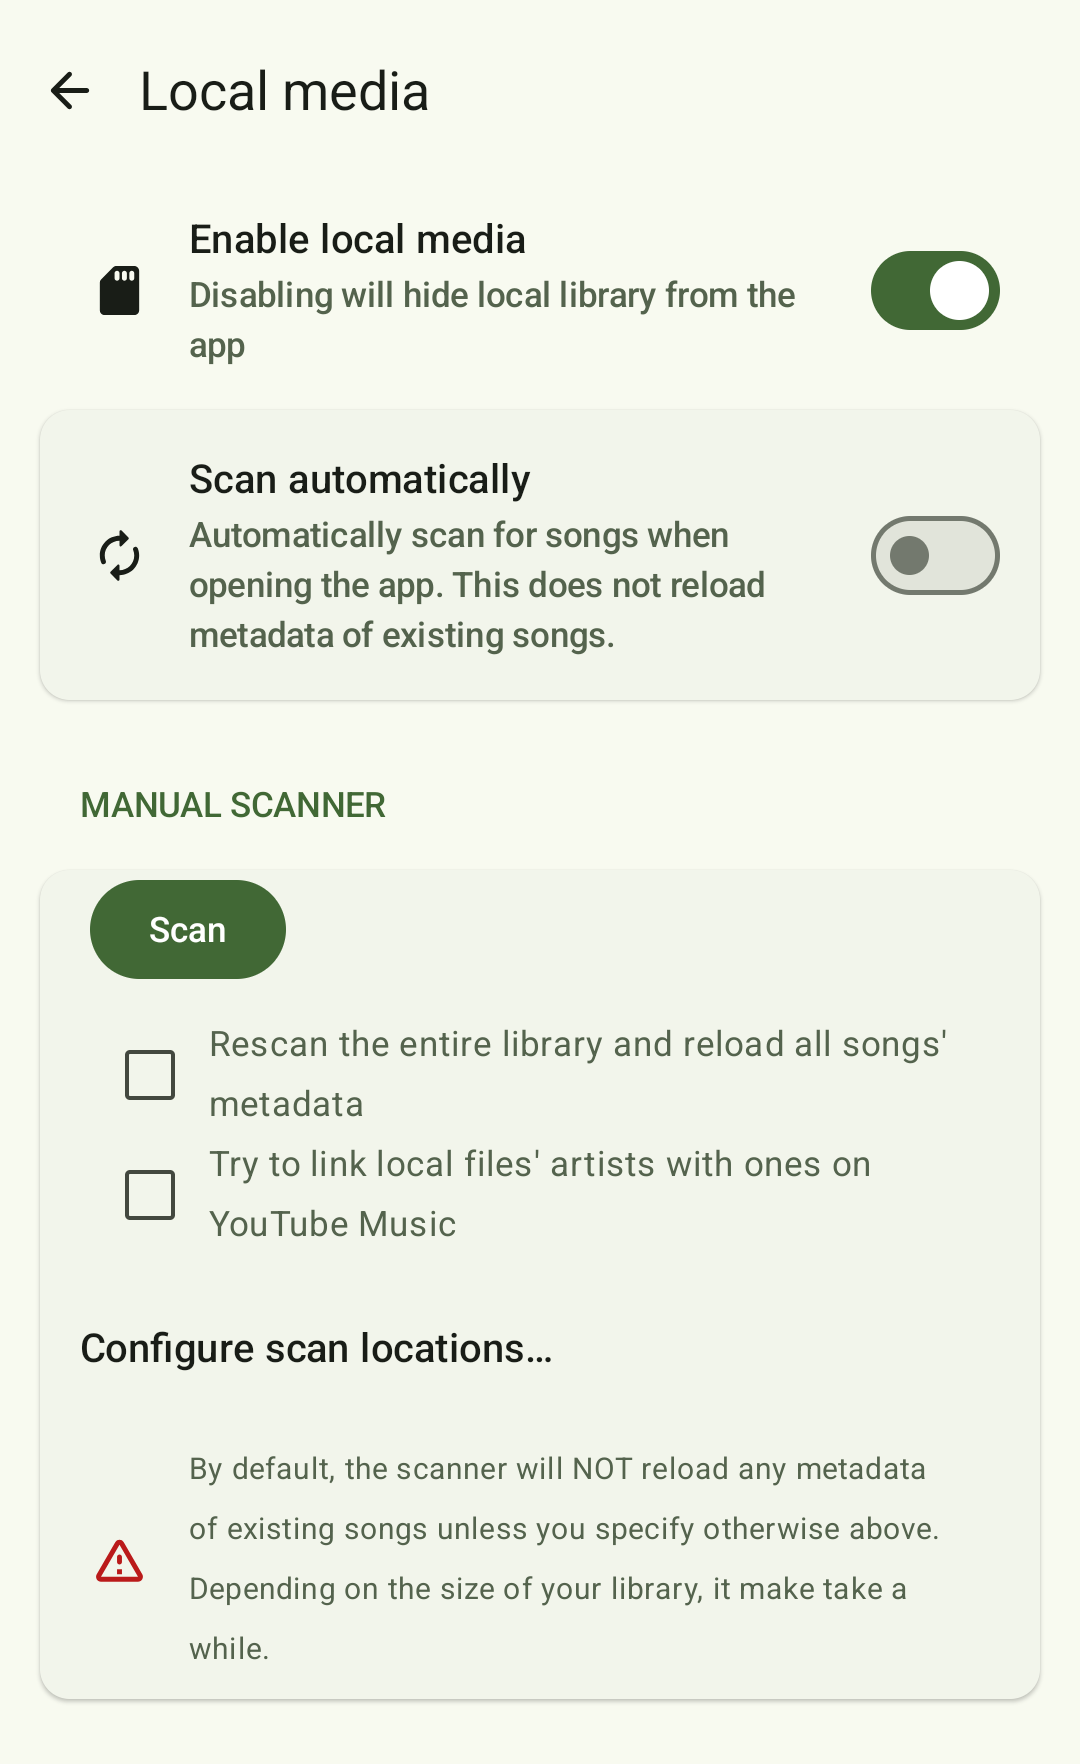 Local media
Enable local media
Disabling will hide local library from the
app
Scan automatically
Automatically scan for songs when
opening the app. This does not reload
metadata of existing songs.
MANUAL SCANNER
Scan
Rescan the entire library and reload all songs'
metadata
Try to link local files' artists with ones on
YouTube Music
Configure scan locations…
By default, the scanner will NOT reload any metadata
of existing songs unless you specify otherwise above.
Depending on the size of your library, it make take a
while.